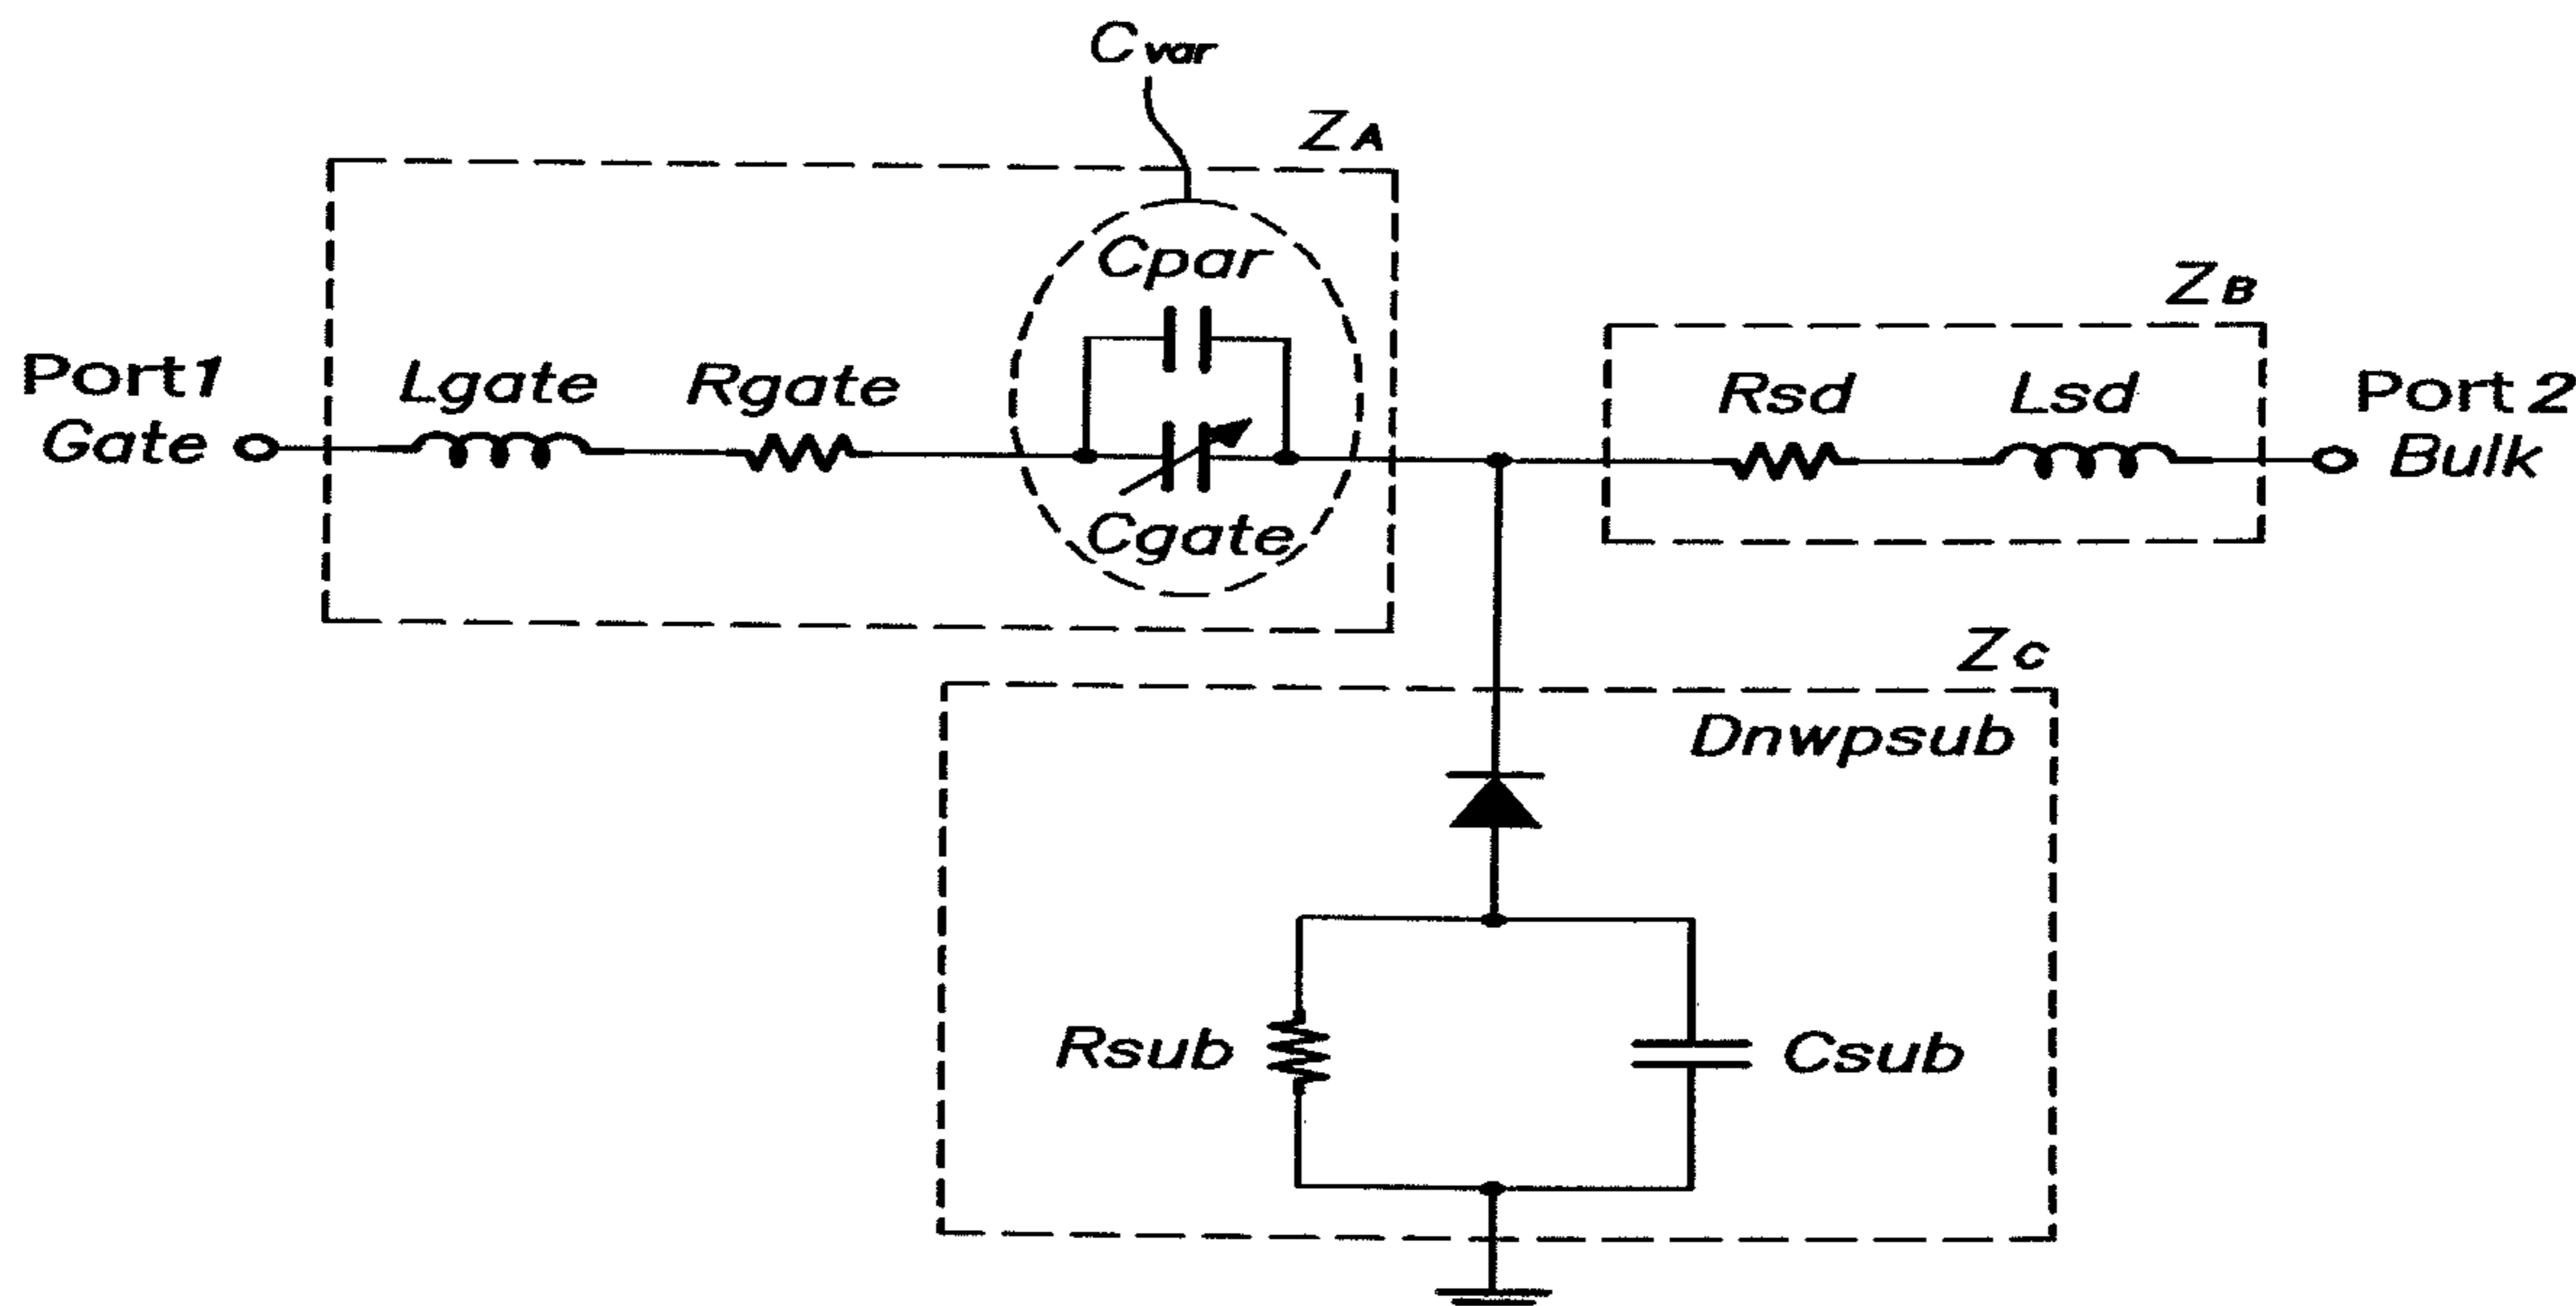 Cvar
ZA
Cpar
ZB
Port1
Gate
Lgate
Rgate
Rsd
Lsd
Port2
Bulk
Cgate
ZC
Dnwpsub
Rsub
Csub